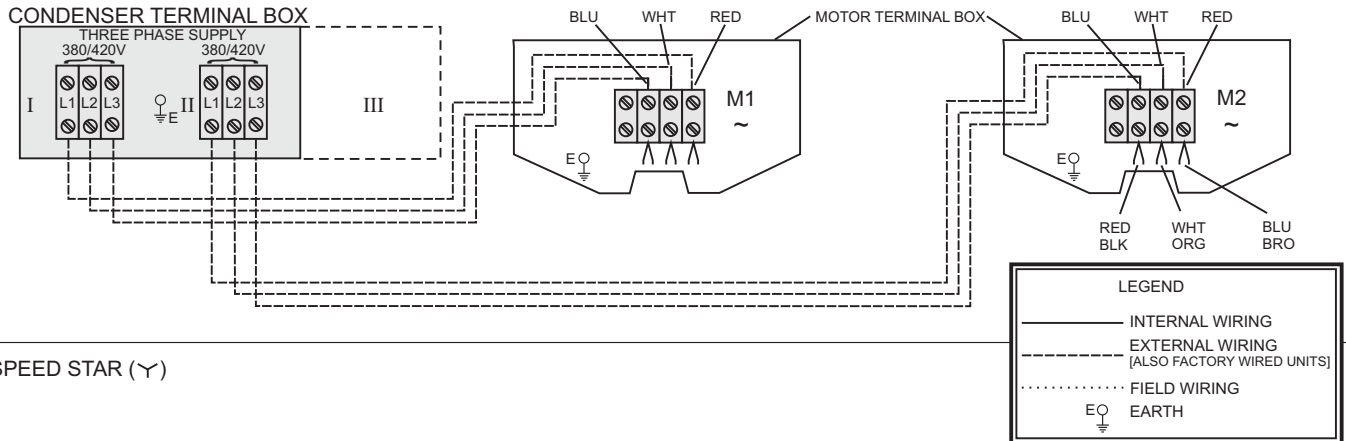 CONDENSER TERMINAL BOX
THREE PHASE SUPPLY
380/420V 380/420V
I L1 L2 L3 E II L1 L2 L3 III
BLU WHT RED
MOTOR TERMINAL BOX
BLU WHT RED
M1
~
E
M2
~
E
RED BLK
WHT ORG
BLU BRO
LEGEND
INTERNAL WIRING
EXTERNAL WIRING
[ALSO FACTORY WIRED UNITS]
FIELD WIRING
E EARTH
SPEED STAR ( )